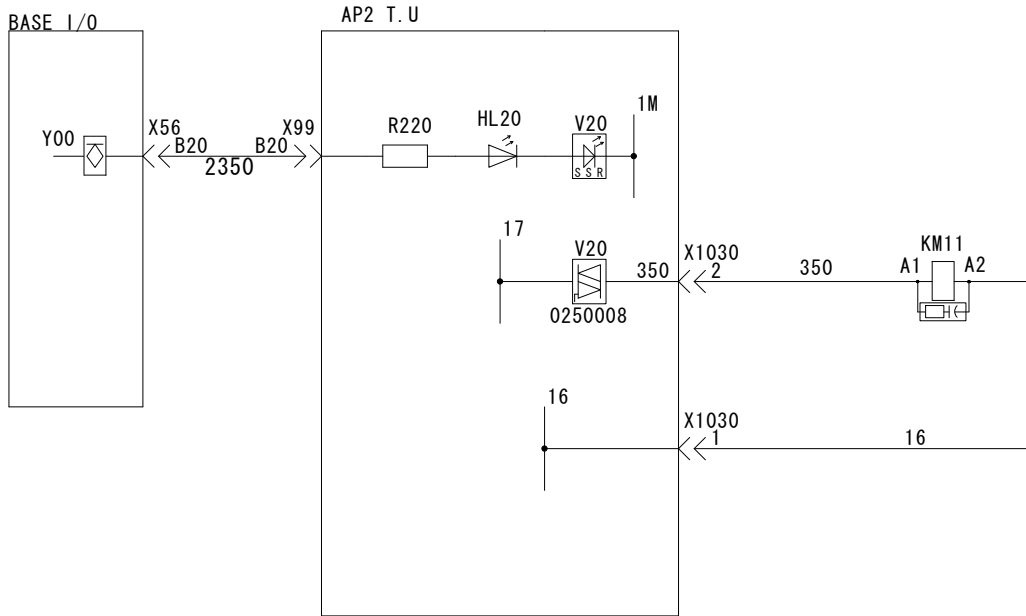 BASE I/O
AP2 T.U
Y00
X56
B20
2350
B20
X99
R220
HL20
V20
SSR
1M
17
V20
0250008
350
X1030
2
350
A1
KM11
A2
16
X1030
1
16